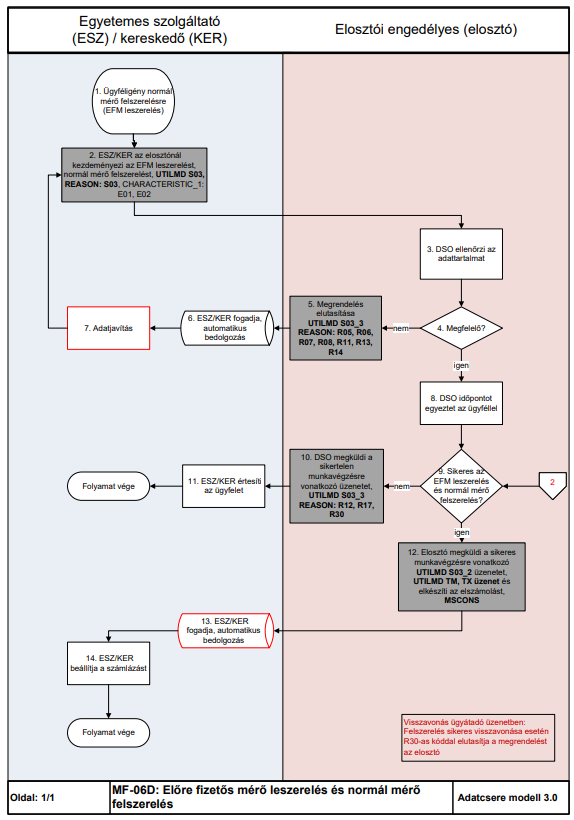 Egyetemes szolgáltató
(ESZ) / kereskedő (KER)
Elosztói engedélyes (elosztó)
1. Ügyféligény normál
mérő felszerelésre
(EFM leszerelés)
2. ESZ/KER az elosztónál
kezdeményezi az EFM leszerelést,
normál mérő felszerelést, UTILMD S03,
REASON: S03, CHARACTERISTIC_1:
E01, E02
3. DSO ellenőrzi az
adattartalmat
4. Megfelelő?
nem
5. Megrendelés
elutasítása
UTILMD S03_3
REASON: R05, R06,
R07, R08, R11, R13,
R14
6. ESZ/KER fogadja,
automatikus
bedolgozás
7. Adatjavítás
igen
8. DSO időpontot
egyeztet az ügyféllel
9. Sikeres az
EFM leszerelés
és normál mérő
felszerelés?
2
nem
10. DSO megküldi a
sikertelen
munkavégzésre
vonatkozó üzenetet,
UTILMD S03_3
REASON: R12, R17,
R30
11. ESZ/KER értesíti
az ügyfelet
Folyamat vége
igen
12. Elosztó megküldi a sikeres
munkavégzésre vonatkozó
UTILMD S03_2 üzenetet,
UTILMD TM, TX üzenet és
elkészíti az elszámolást,
MSCONS
13. ESZ/KER
fogadja, automatikus
bedolgozás
14. ESZ/KER
beállítja a számlázást
Folyamat vége
Visszavonás ügyátadó üzenetben:
Felszerelés sikeres visszavonása esetén
R30-as kóddal elutasítja a megrendelést
az elosztó
Oldal: 1/1
MF-06D: Előre fizetős mérő leszerelés és normál mérő
felszerelés
Adatcsere modell 3.0